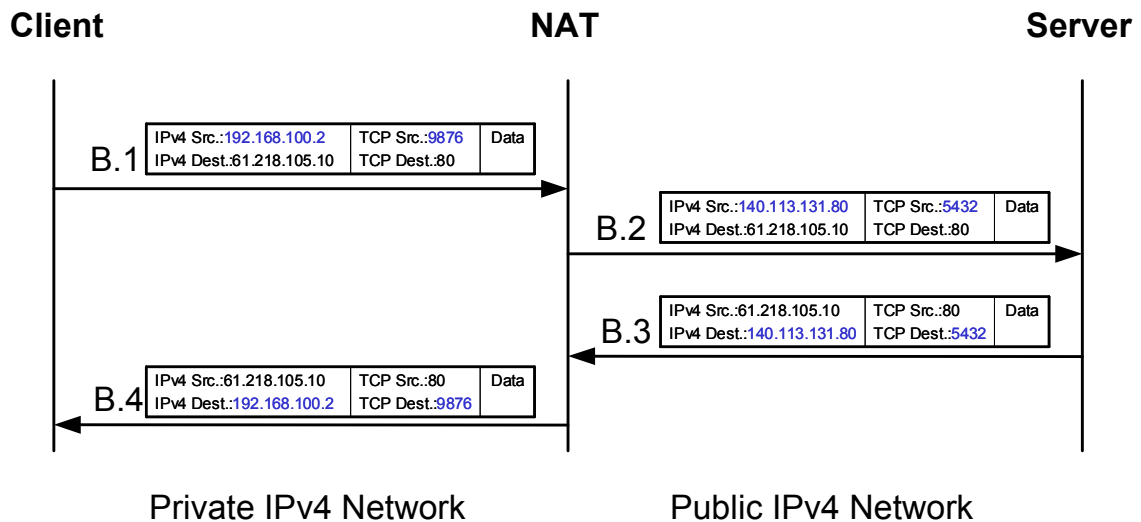 Client NAT Server
B.1
IPv4 Src.:192.168.100.2 TCP Src.:9876 Data
IPv4 Dest.:61.218.105.10 TCP Dest.:80
B.2
IPv4 Src.:140.113.131.80 TCP Src.:5432 Data
IPv4 Dest.:61.218.105.10 TCP Dest.:80
B.3
IPv4 Src.:61.218.105.10 TCP Src.:80 Data
IPv4 Dest.:140.113.131.80 TCP Dest.:5432
B.4
IPv4 Src.:61.218.105.10 TCP Src.:80 Data
IPv4 Dest.:192.168.100.2 TCP Dest.:9876
Private IPv4 Network Public IPv4 Network